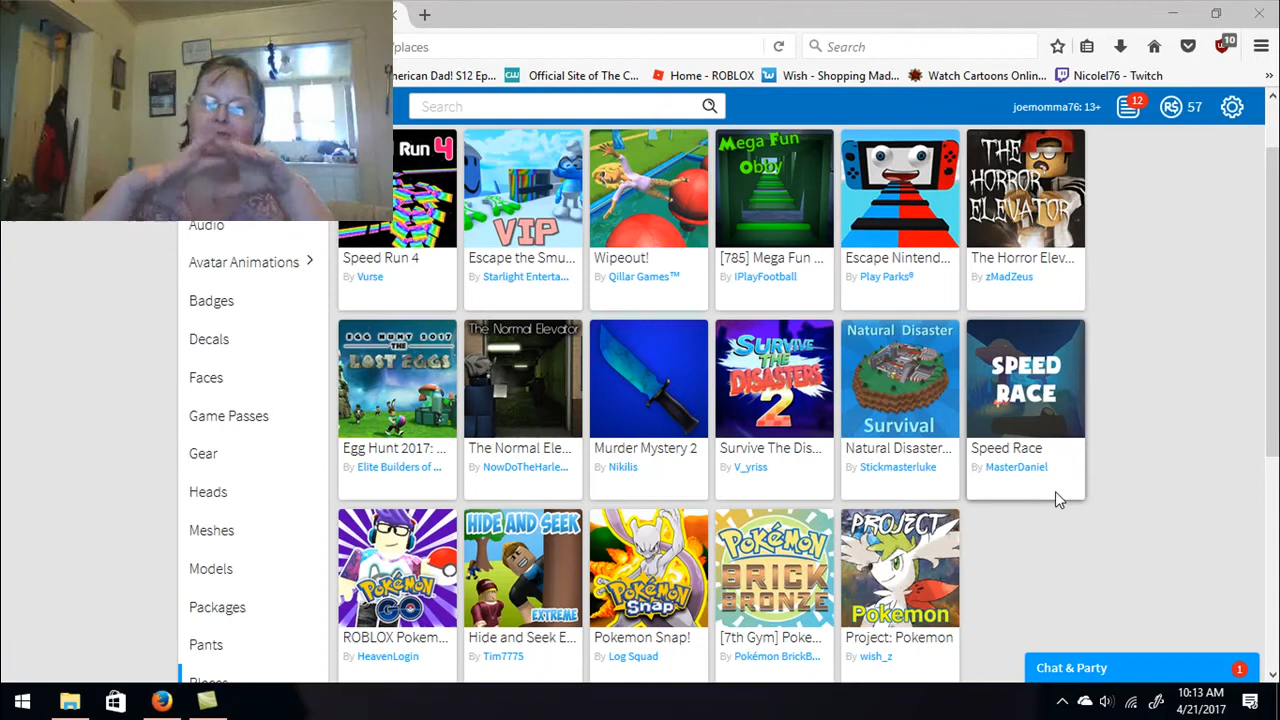 /places
Search
10
merican Dad! S12 Ep...
Official Site of The C...
Home - ROBLOX
Wish - Shopping Mad...
Watch Cartoons Online...
Nicolel76 - Twitch
Search
joemomma76: 13+
12
R$ 57
Audio
Avatar Animations
Badges
Decals
Faces
Game Passes
Gear
Heads
Meshes
Models
Packages
Pants
Run 4
VIP
Mega Fun
Obby
THE
HORROR
ELEVATOR
Speed Run 4
By Vurse
Escape the Smu...
By Starlight Enterta...
Wipeout!
By Qillar Games™
[785] Mega Fun ...
By IPlayFootball
Escape Nintend...
By Play Parks®
The Horror Elev...
By zMadZeus
EGG HUNT 2017:
THE
LOST EGGS
The Normal Elevator
SURVIVE
THE
DISASTERS
2
Natural Disaster
Survival
SPEED
RACE
Egg Hunt 2017: ...
By Elite Builders of ...
The Normal Ele...
By NowDoTheHarle...
Murder Mystery 2
By Nikilis
Survive The Dis...
By V_yriss
Natural Disaster...
By Stickmasterluke
Speed Race
By MasterDaniel
POKéMON
GO
HIDE AND SEEK
EXTREME
Pokémon
Snap
POKéMON
BRICK
BRONZE
PROJECT:
Pokemon
ROBLOX Pokem...
By HeavenLogin
Hide and Seek E...
By Tim7775
Pokemon Snap!
By Log Squad
[7th Gym] Poke...
By Pokémon BrickB...
Project: Pokemon
By wish_z
Chat & Party
1
10:13 AM
4/21/2017